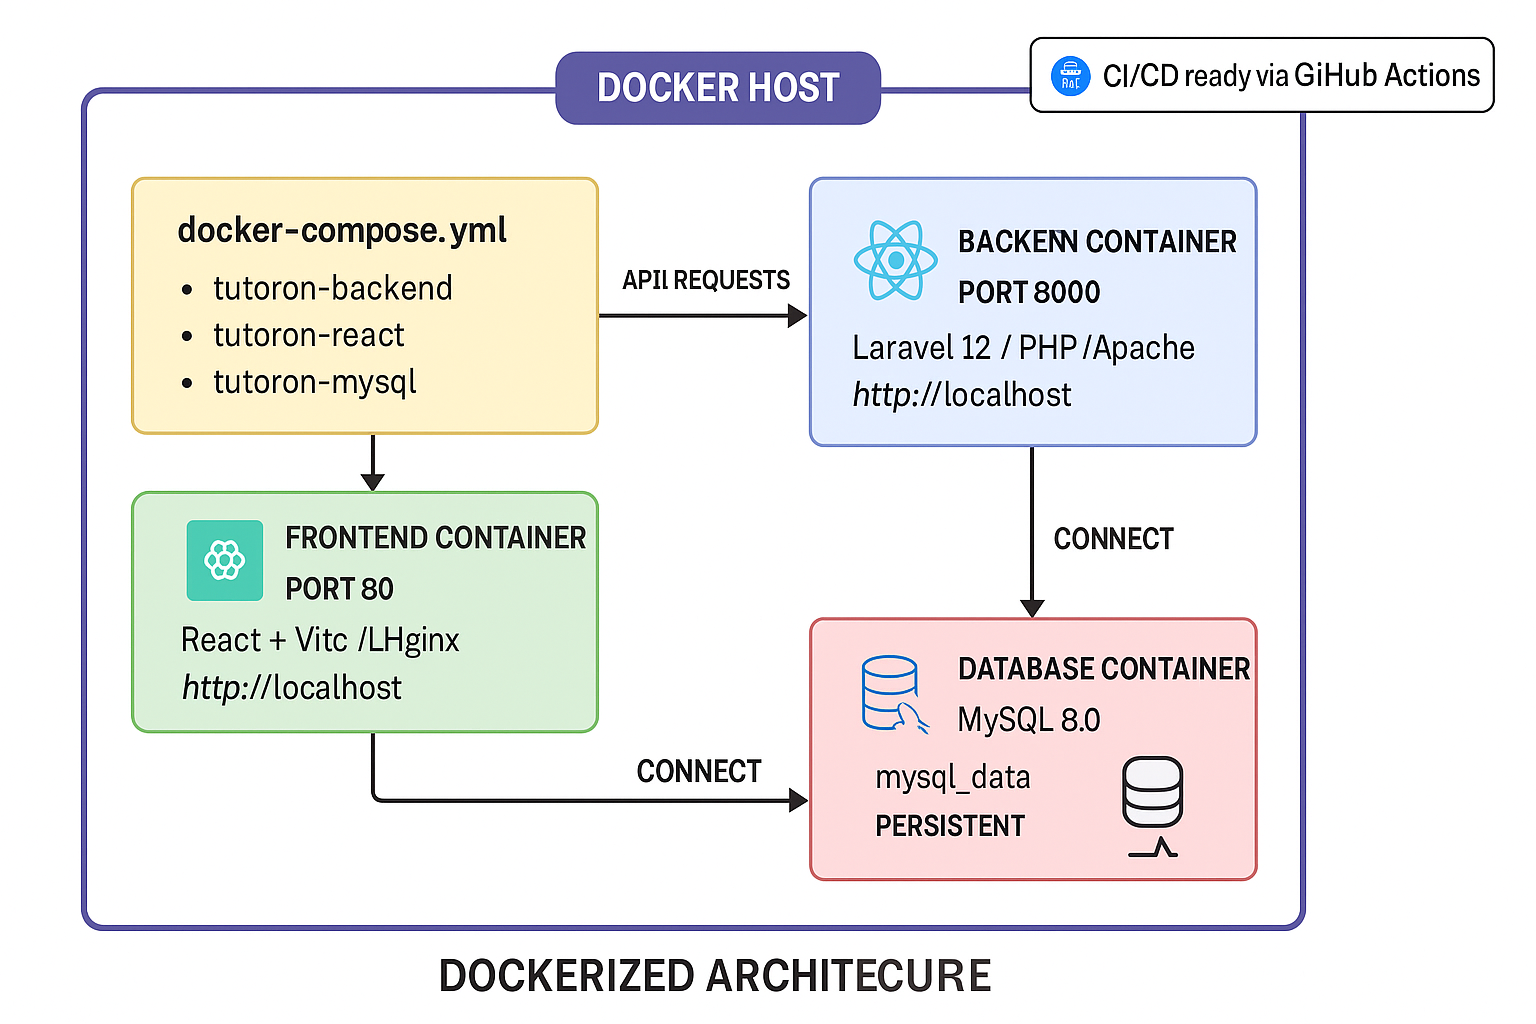 DOCKER HOST
CI/CD ready via GiHub Actions
docker-compose.yml
• tutoron-backend
• tutoron-react
• tutoron-mysql
APIl REQUESTS
BACKENN CONTAINER
PORT 8000
Laravel 12 / PHP /Apache
http://localhost
FRONTEND CONTAINER
PORT 80
React + Vitc /LHginx
http://localhost
CONNECT
CONNECT
DATABASE CONTAINER
MySQL 8.0
mysql_data
PERSISTENT
DOCKERIZED ARCHITECURE